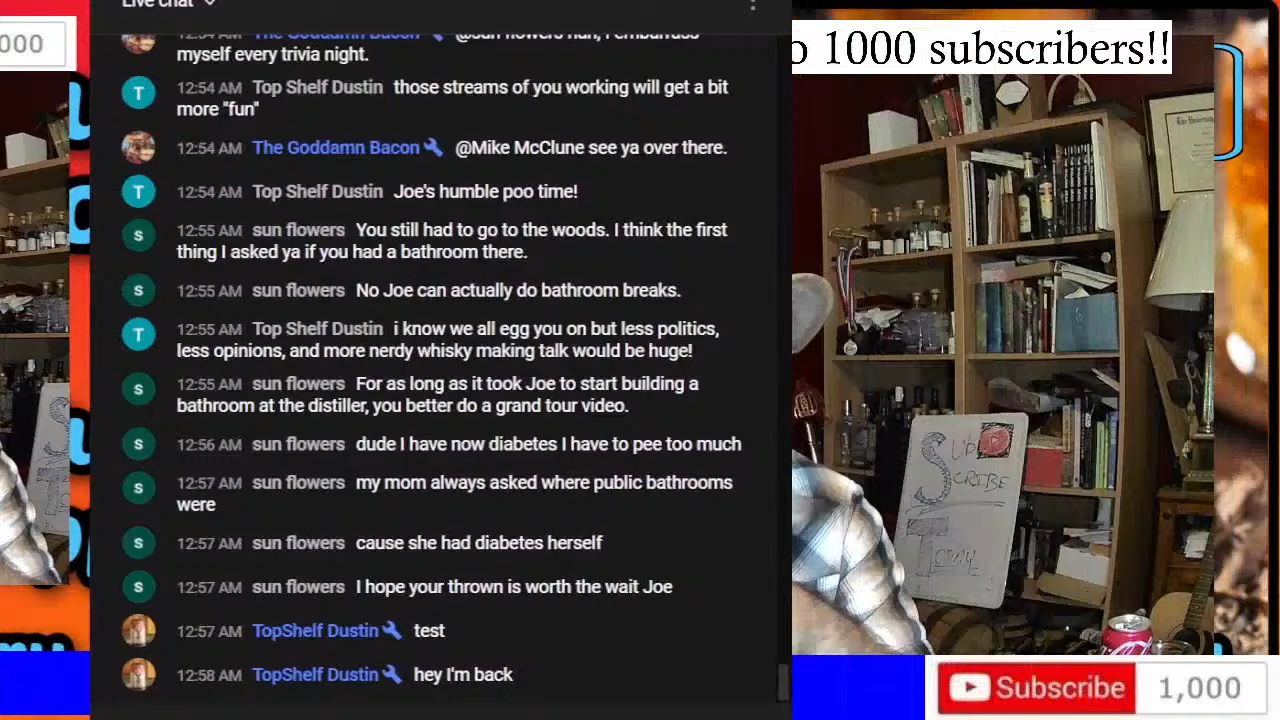 Live chat
000
o 1000 subscribers!!
12:54 AM The Goddamn Bacon @sun flowers hun, I embarrass
myself every trivia night.
12:54 AM Top Shelf Dustin those streams of you working will get a bit
more "fun"
12:54 AM The Goddamn Bacon @Mike McClune see ya over there.
12:54 AM Top Shelf Dustin Joe's humble poo time!
12:55 AM sun flowers You still had to go to the woods. I think the first
thing I asked ya if you had a bathroom there.
12:55 AM sun flowers No Joe can actually do bathroom breaks.
12:55 AM Top Shelf Dustin i know we all egg you on but less politics,
less opinions, and more nerdy whisky making talk would be huge!
12:55 AM sun flowers For as long as it took Joe to start building a
bathroom at the distiller, you better do a grand tour video.
12:56 AM sun flowers dude I have now diabetes I have to pee too much
12:57 AM sun flowers my mom always asked where public bathrooms
were
12:57 AM sun flowers cause she had diabetes herself
12:57 AM sun flowers I hope your thrown is worth the wait Joe
12:57 AM TopShelf Dustin test
12:58 AM TopShelf Dustin hey I'm back
SUB
SCRIBE
TODAY
Subscribe 1,000